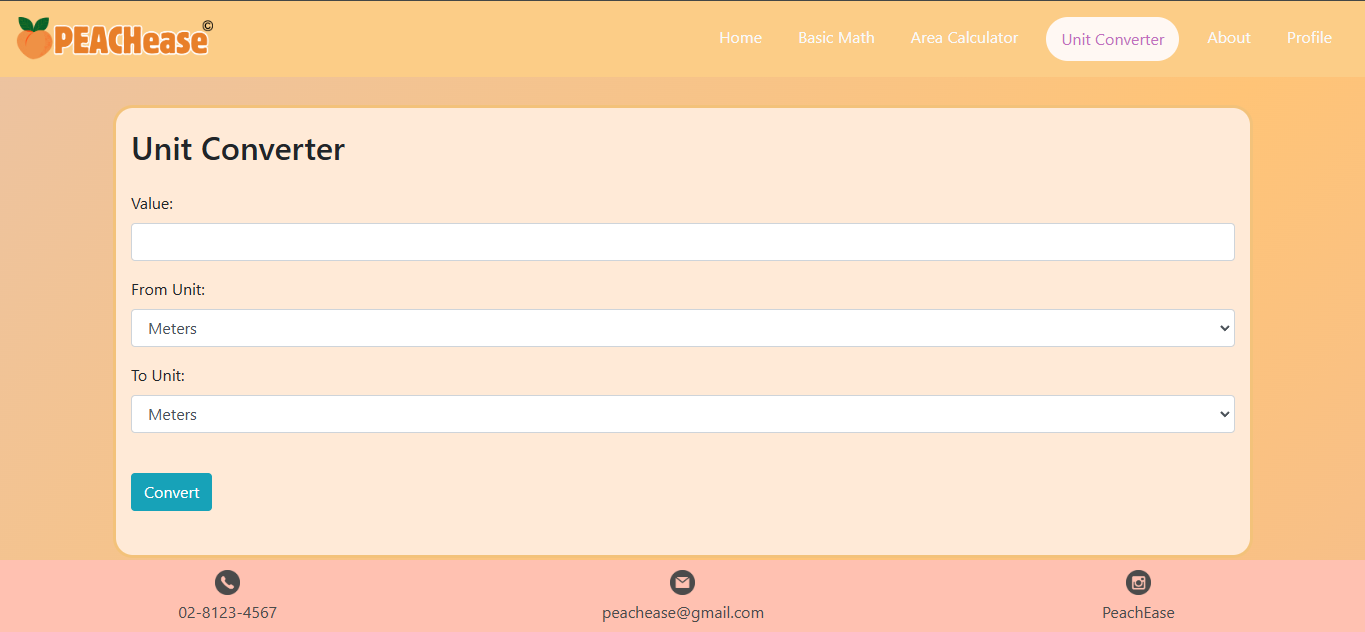 PEACHease©
Home Basic Math Area Calculator Unit Converter About Profile
Unit Converter
Value:
From Unit:
Meters
To Unit:
Meters
Convert
02-8123-4567 peachease@gmail.com PeachEase